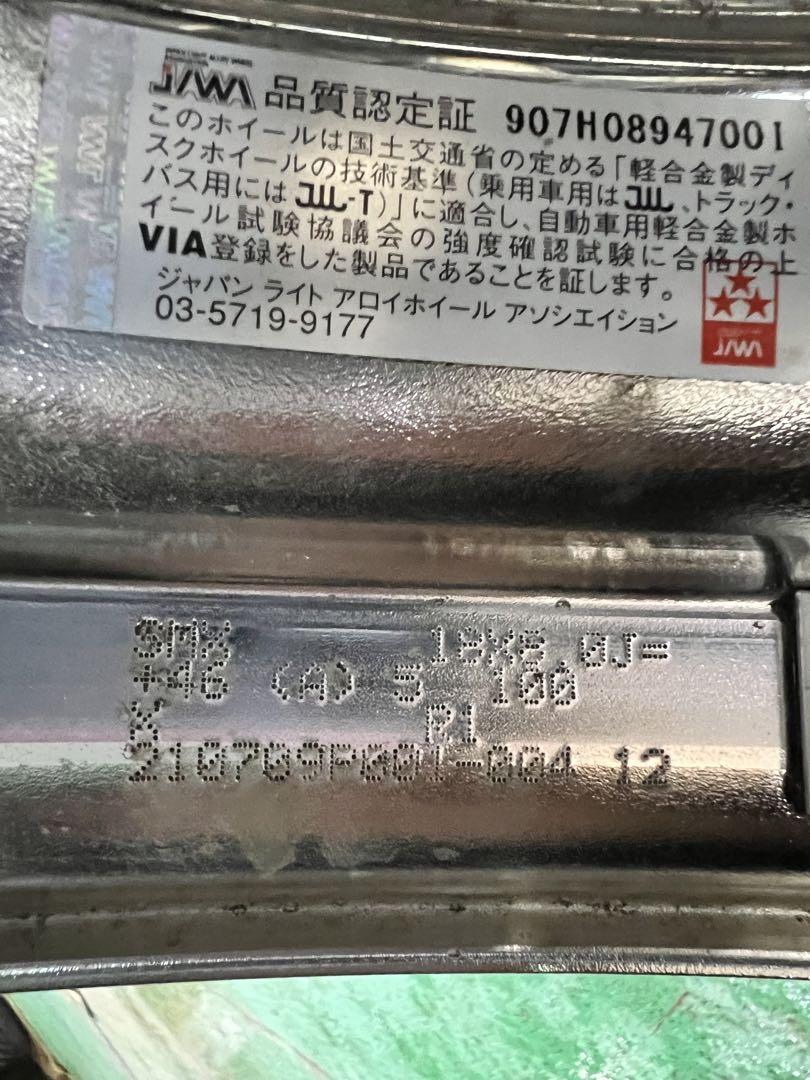 JAWA 品質認定証 907H08947001
このホイールは国土交通省の定める「軽合金製ディ
スクホイールの技術基準(乗用車用はJWL、トラック・
バス用にはJWL-T)」に適合し、自動車用軽合金製ホ
イール試験協議会の強度確認試験に合格の上
VIA登録をした製品であることを証します。
ジャパン ライト アロイホイール アソシエイション
03-5719-9177
JAWA
SMX 18X8.0J=
+46 (A) 5 100
K P1
210709P001-004 12